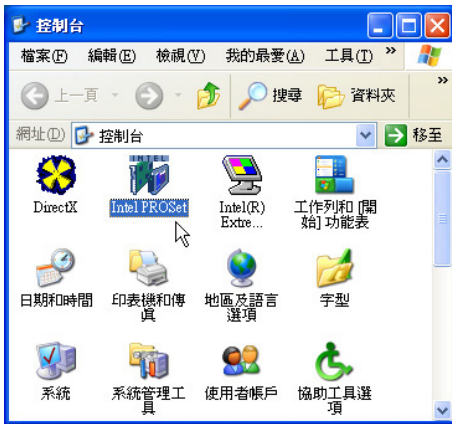 控制台
檔案(F) 編輯(E) 檢視(V) 我的最愛(A) 工具(T) »
上一頁 搜尋 資料夾 »
網址(D) 控制台 移至
DirectX Intel PROSet Intel(R) 工作列和 [開
Extre... 始] 功能表
日期和時間 印表機和傳 地區及語言 字型
真 選項
系統 系統管理工 使用者帳戶 協助工具選
具 項